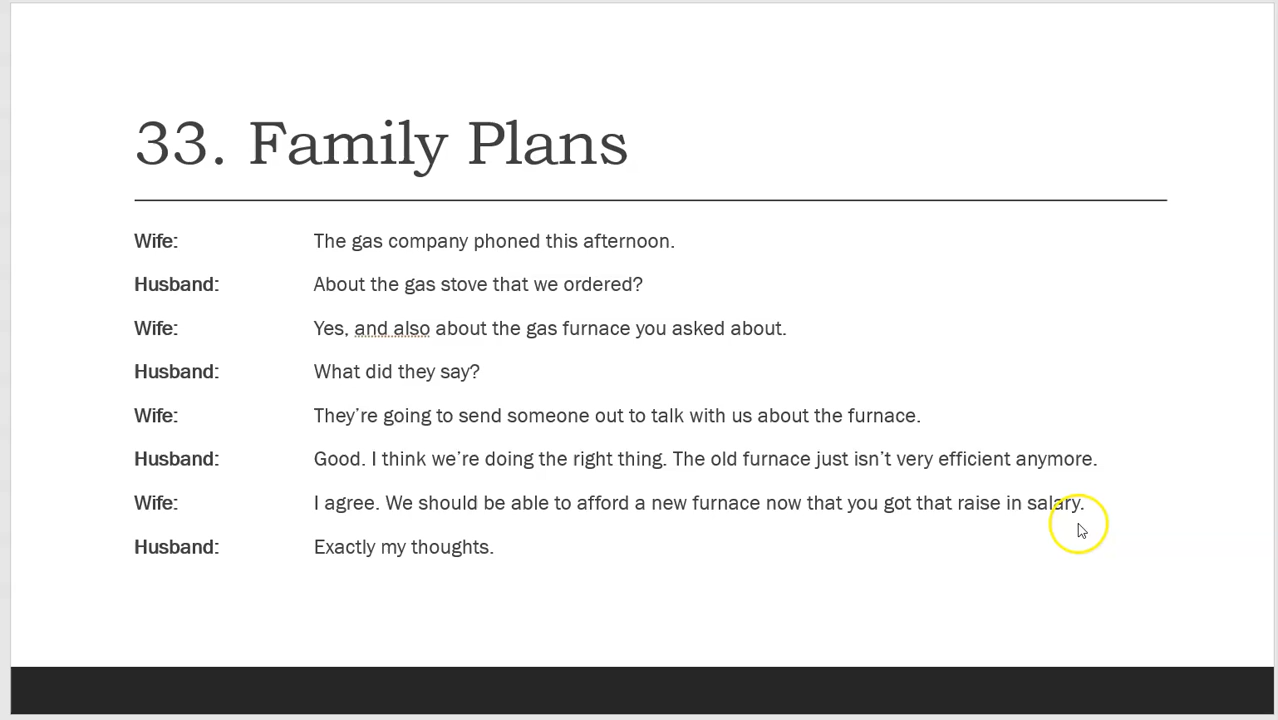 33. Family Plans
Wife: The gas company phoned this afternoon.
Husband: About the gas stove that we ordered?
Wife: Yes, and also about the gas furnace you asked about.
Husband: What did they say?
Wife: They’re going to send someone out to talk with us about the furnace.
Husband: Good. I think we’re doing the right thing. The old furnace just isn’t very efficient anymore.
Wife: I agree. We should be able to afford a new furnace now that you got that raise in salary.
Husband: Exactly my thoughts.